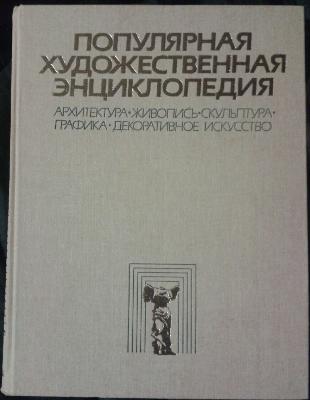 ПОПУЛЯРНАЯ
ХУДОЖЕСТВЕННАЯ
ЭНЦИКЛОПЕДИЯ
АРХИТЕКТУРА•ЖИВОПИСЬ•СКУЛЬПТУРА•
ГРАФИКА•ДЕКОРАТИВНОЕ ИСКУССТВО